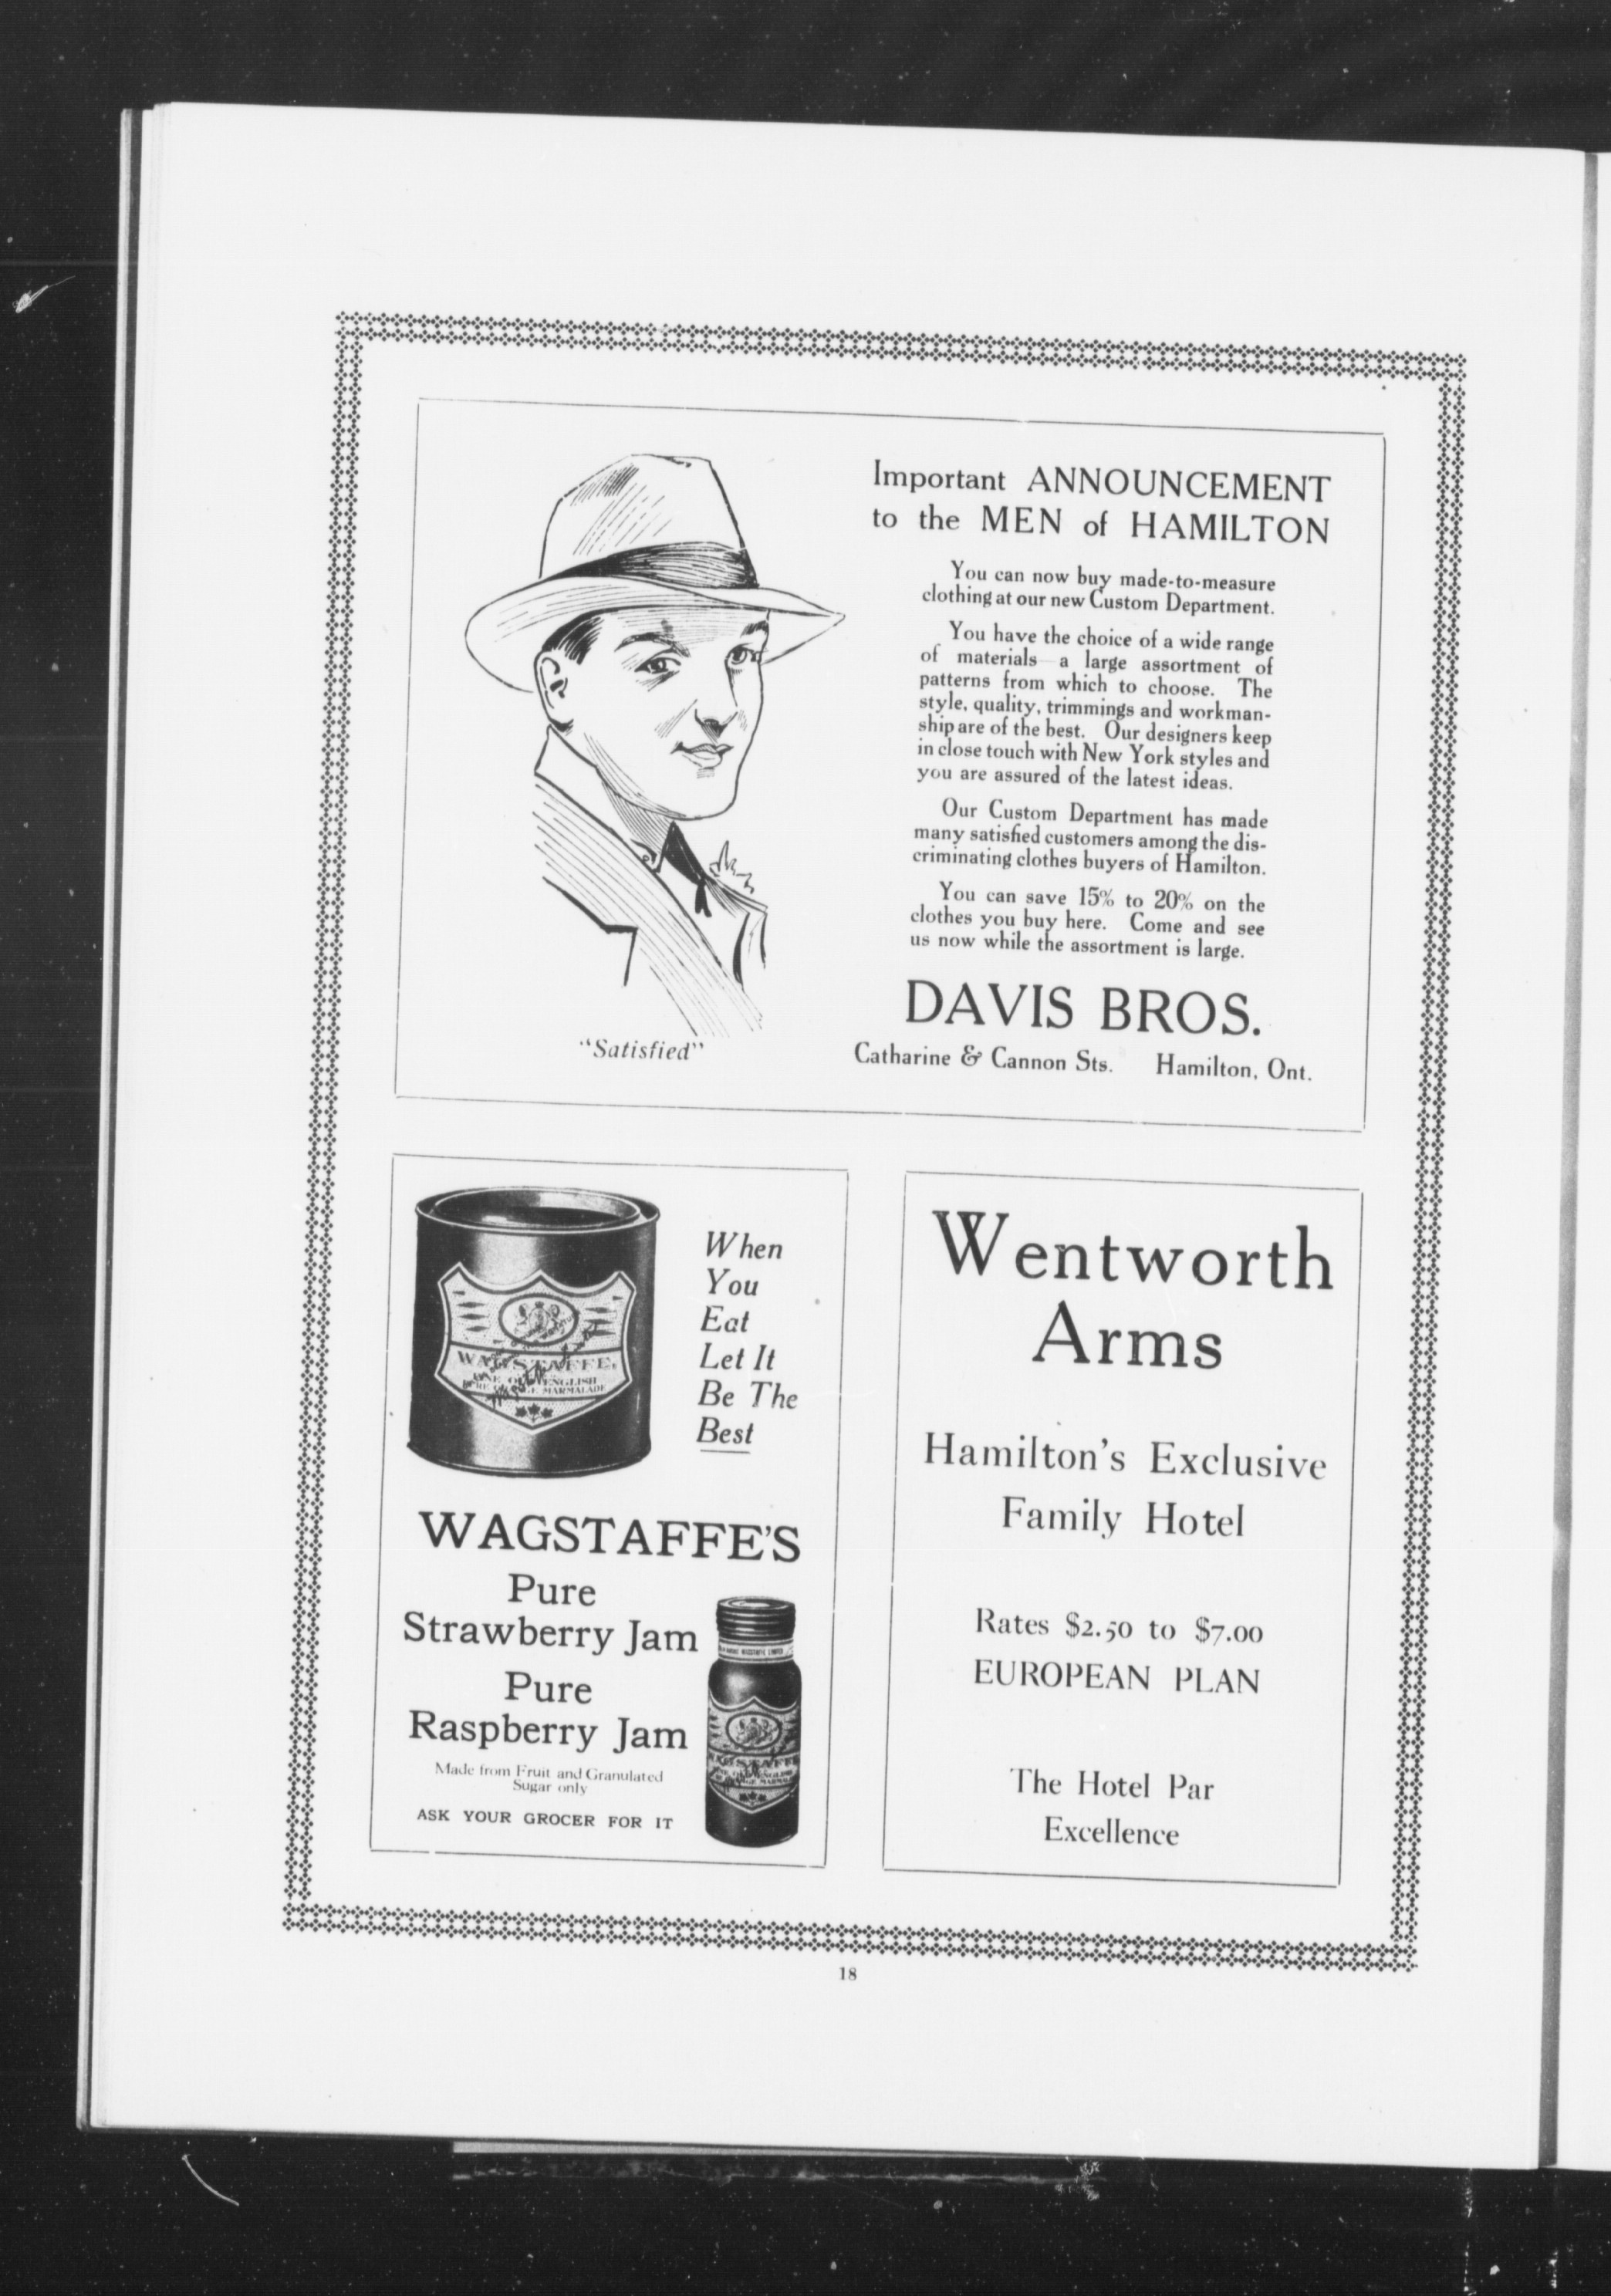 Important ANNOUNCEMENT
to the MEN of HAMILTON
You can now buy made-to-measure
clothing at our new Custom Department.
You have the choice of a wide range
of materials—a large assortment of
patterns from which to choose. The
style, quality, trimmings and workman-
ship are of the best. Our designers keep
in close touch with New York styles and
you are assured of the latest ideas.
Our Custom Department has made
many satisfied customers among the dis-
criminating clothes buyers of Hamilton.
You can save 15% to 20% on the
clothes you buy here. Come and see
us now while the assortment is large.
DAVIS BROS.
Catharine & Cannon Sts. Hamilton, Ont.
"Satisfied"
When
You
Eat
Let It
Be The
Best
WAGSTAFFE
ENGLISH
MARMALADE
WAGSTAFFE'S
Pure
Strawberry Jam
Pure
Raspberry Jam
Made from Fruit and Granulated
Sugar only
ASK YOUR GROCER FOR IT
WAGSTAFFE LIMITED
WAGSTAFFE
Wentworth
Arms
Hamilton's Exclusive
Family Hotel
Rates $2.50 to $7.00
EUROPEAN PLAN
The Hotel Par
Excellence
18